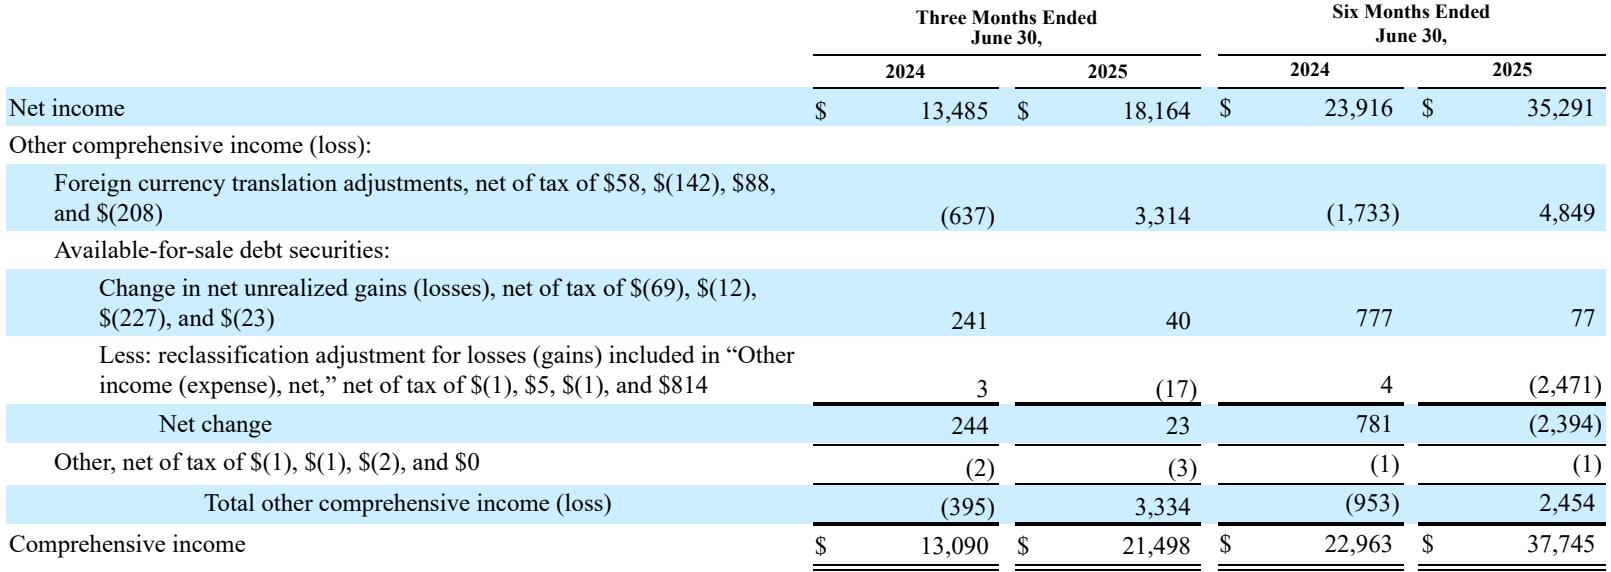 Three Months Ended Six Months Ended
June 30, June 30,
2024 2025 2024 2025
Net income $ 13,485 $ 18,164 $ 23,916 $ 35,291
Other comprehensive income (loss):
Foreign currency translation adjustments, net of tax of $58, $(142), $88,
and $(208) (637) 3,314 (1,733) 4,849
Available-for-sale debt securities:
Change in net unrealized gains (losses), net of tax of $(69), $(12),
$(227), and $(23) 241 40 777 77
Less: reclassification adjustment for losses (gains) included in “Other
income (expense), net,” net of tax of $(1), $5, $(1), and $814 3 (17) 4 (2,471)
Net change 244 23 781 (2,394)
Other, net of tax of $(1), $(1), $(2), and $0 (2) (3) (1) (1)
Total other comprehensive income (loss) (395) 3,334 (953) 2,454
Comprehensive income $ 13,090 $ 21,498 $ 22,963 $ 37,745